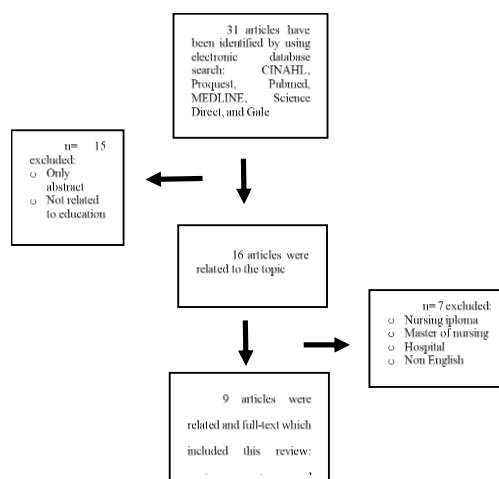 31 articles have
been identified by using
electronic database
search: CINAHL,
Proquest, Pubmed,
MEDLINE, Science
Direct, and Gale
n= 15
excluded:
Only
abstract
Not related
to education
16 articles were
related to the topic
n= 7 excluded:
Nursing iploma
Master of nursing
Hospital
Non English
9 articles were
related and full-text which
included this review: